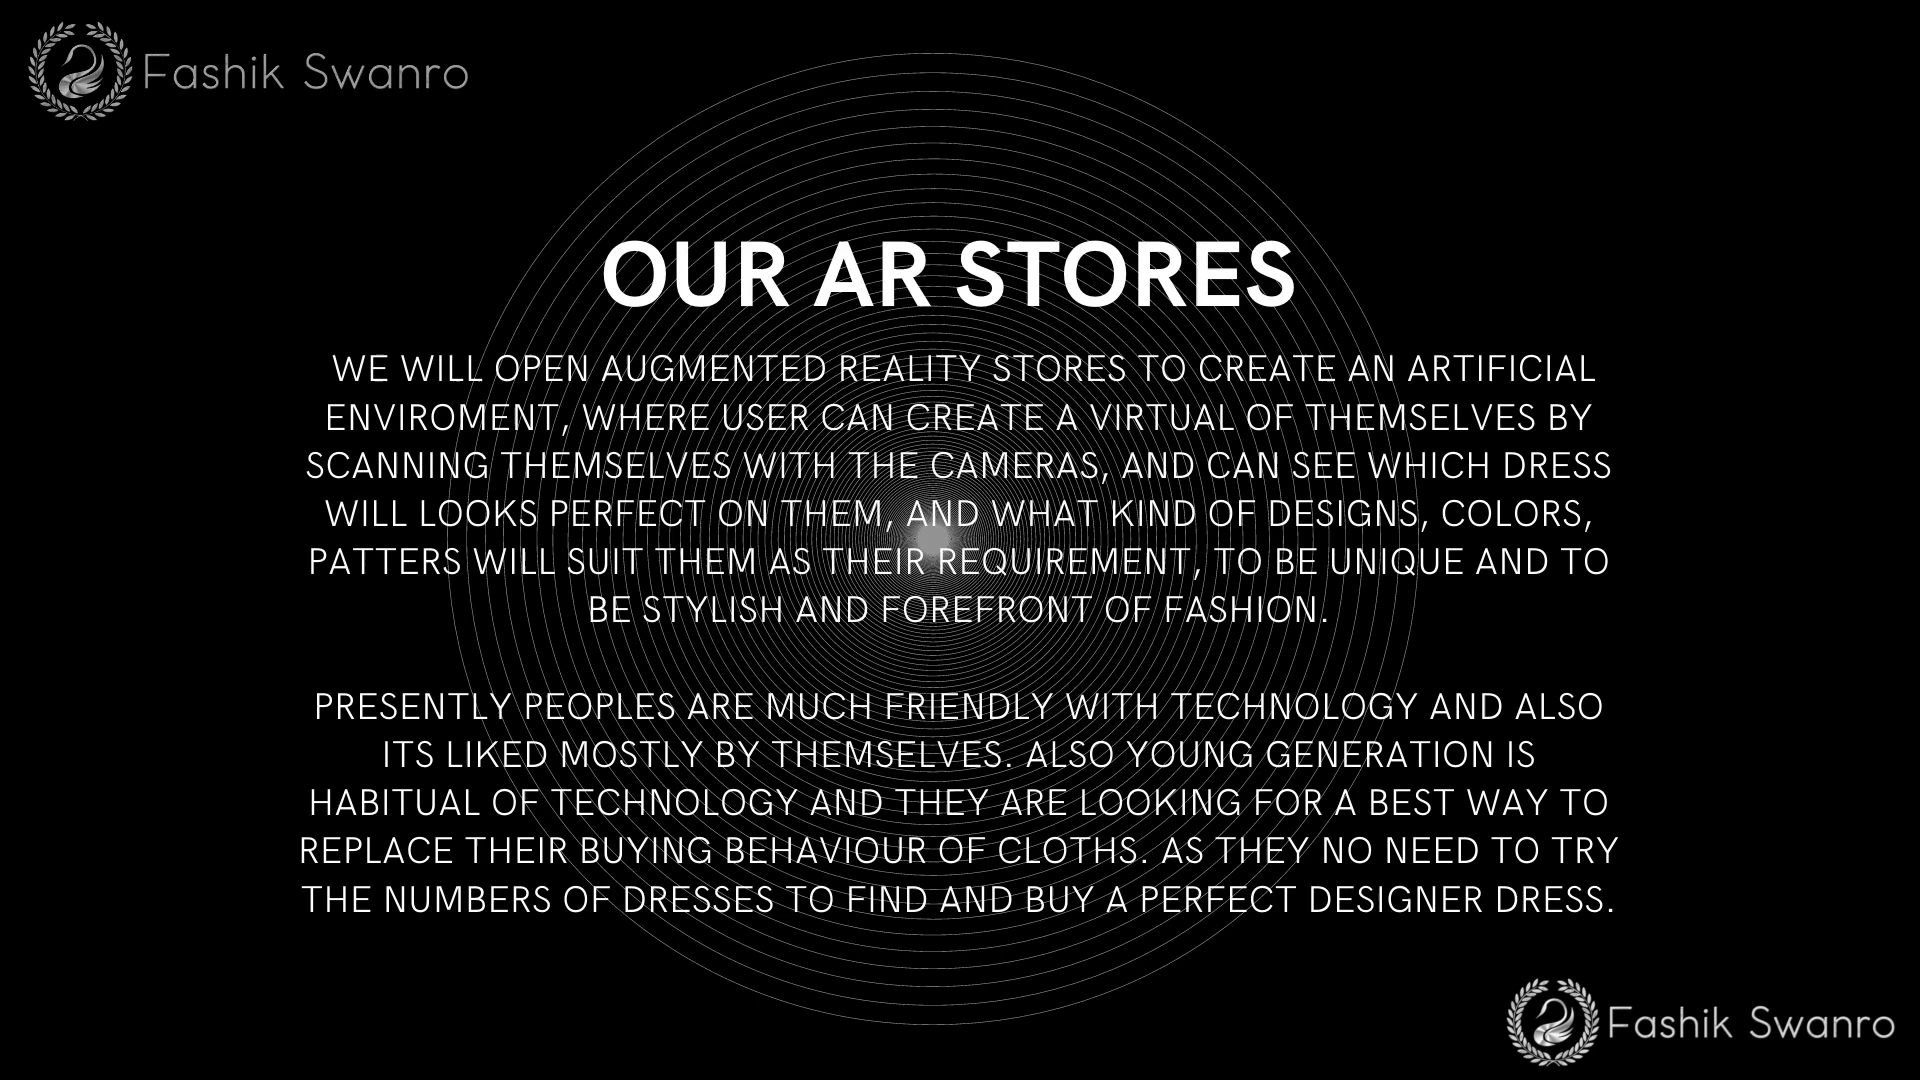 Fashik Swanro
OUR AR STORES
WE WILL OPEN AUGMENTED REALITY STORES TO CREATE AN ARTIFICIAL
ENVIROMENT, WHERE USER CAN CREATE A VIRTUAL OF THEMSELVES BY
SCANNING THEMSELVES WITH THE CAMERAS, AND CAN SEE WHICH DRESS
WILL LOOKS PERFECT ON THEM, AND WHAT KIND OF DESIGNS, COLORS,
PATTERS WILL SUIT THEM AS THEIR REQUIREMENT, TO BE UNIQUE AND TO
BE STYLISH AND FOREFRONT OF FASHION.
PRESENTLY PEOPLES ARE MUCH FRIENDLY WITH TECHNOLOGY AND ALSO
ITS LIKED MOSTLY BY THEMSELVES. ALSO YOUNG GENERATION IS
HABITUAL OF TECHNOLOGY AND THEY ARE LOOKING FOR A BEST WAY TO
REPLACE THEIR BUYING BEHAVIOUR OF CLOTHS. AS THEY NO NEED TO TRY
THE NUMBERS OF DRESSES TO FIND AND BUY A PERFECT DESIGNER DRESS.
Fashik Swanro